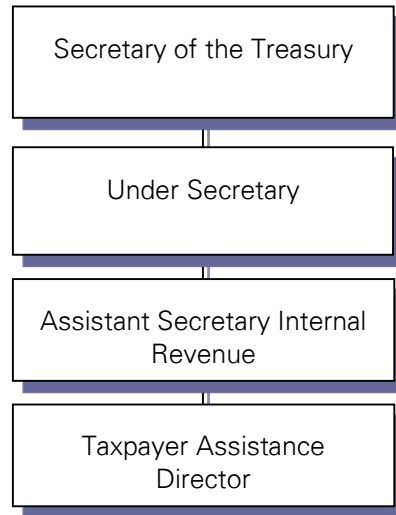 Secretary of the Treasury
Under Secretary
Assistant Secretary Internal
Revenue
Taxpayer Assistance
Director